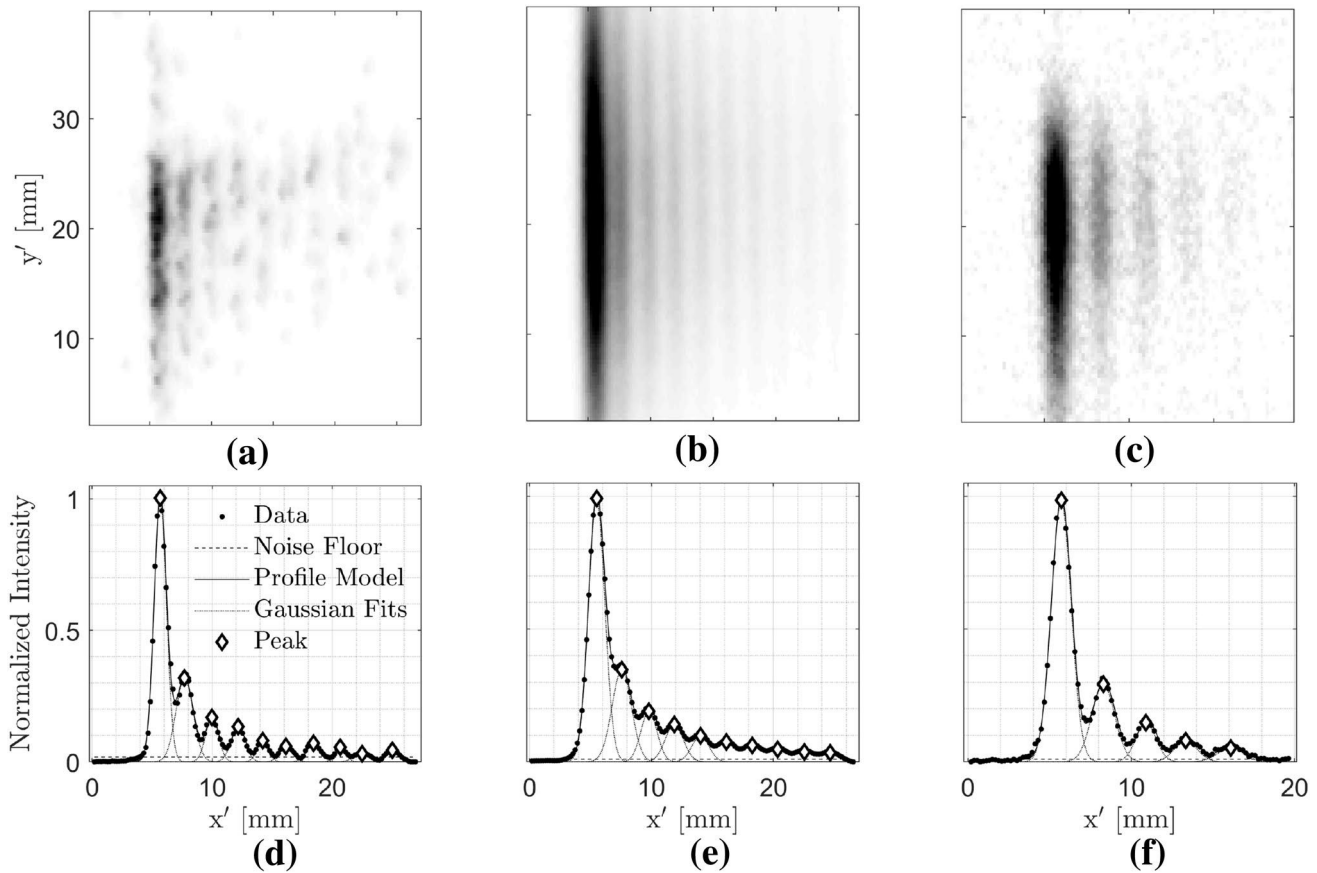 30
20
10
y′ [mm]
(a)
(b)
(c)
1
0.5
0
Normalized Intensity
Data
Noise Floor
Profile Model
Gaussian Fits
Peak
0 10 20
x′ [mm]
(d)
0 10 20
x′ [mm]
(e)
0 10 20
x′ [mm]
(f)